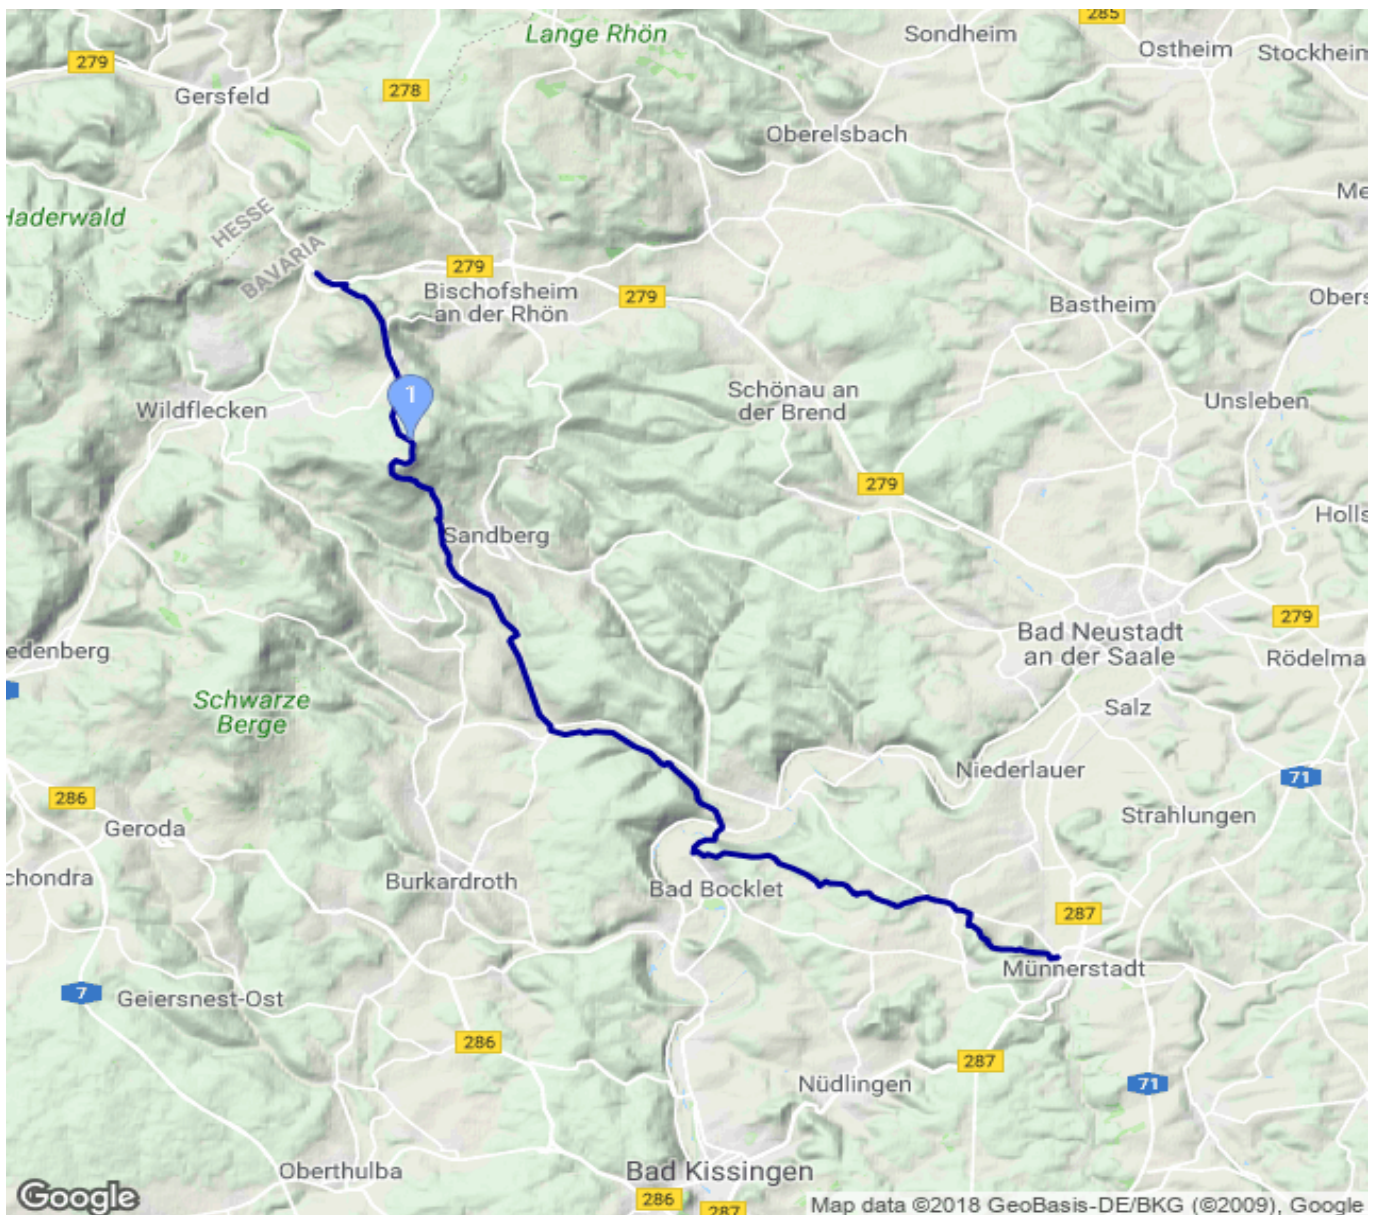 285
Lange Rhön
Sondheim
Ostheim
Stockheim
279
278
Gersfeld
Oberelsbach
Me
Haderwald
HESSE
BAVARIA
279
Bischofsheim
an der Rhön
279
Obers
Bastheim
1
Wildflecken
Schönau an
der Brend
Unsleben
279
Holls
Sandberg
279
Bad Neustadt
an der Saale
edenberg
Rödelma
Schwarze
Berge
Salz
Niederlauer
71
286
Strahlungen
Geroda
chondra
Burkardroth
Bad Bocklet
287
Münnerstadt
7
Geiersnest-Ost
286
287
Nüdlingen
71
Oberthulba
Bad Kissingen
286
287
Google
Map data ©2018 GeoBasis-DE/BKG (©2009), Google